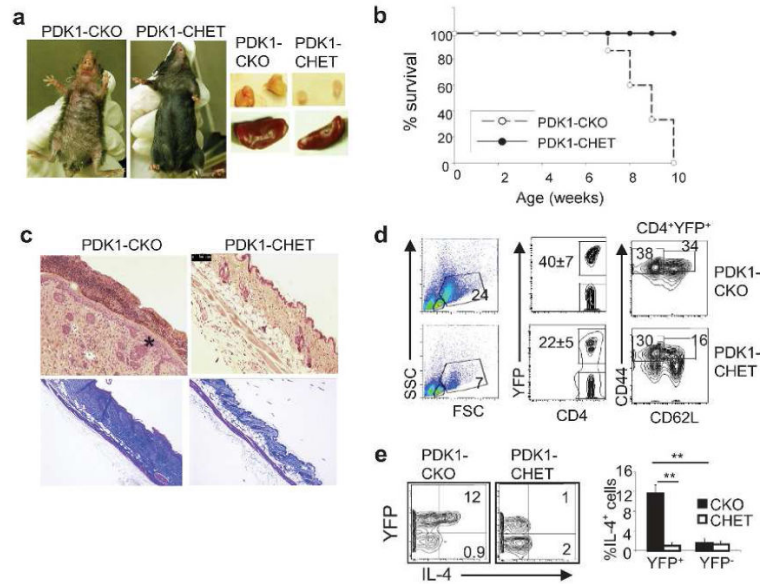 a
PDK1-CKO PDK1-CHET
PDK1-
CKO
PDK1-
CHET
b
% survival
100
80
60
40
20
0
PDK1-CKO
PDK1-CHET
0 2 4 6 8 10
Age (weeks)
c
PDK1-CKO PDK1-CHET
*
d
CD4+YFP+
24
40±7
38
34
PDK1-
CKO
7
22±5
30
16
PDK1-
CHET
SSC
FSC
YFP
CD4
CD44
CD62L
e
PDK1-
CKO
PDK1-
CHET
12
0.9
1
2
YFP
IL-4
%IL-4+ cells
16
12
8
4
0
**
**
CKO
CHET
YFP+ YFP-